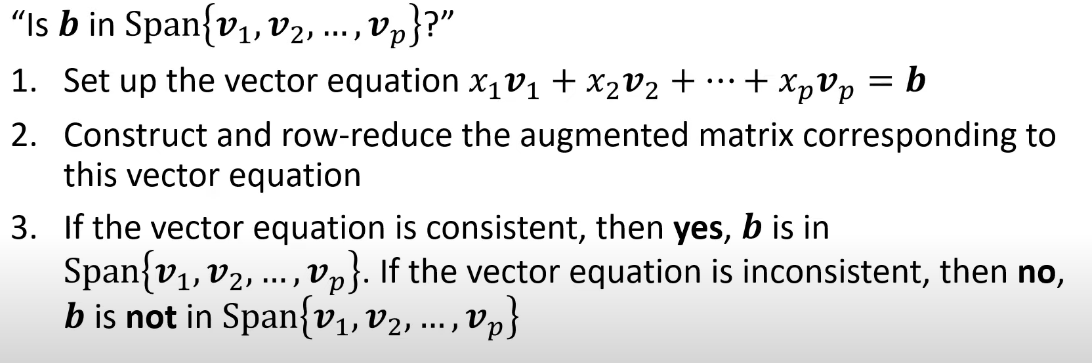 “Is 𝒃 in Span{𝒗₁, 𝒗₂, …, 𝒗ₚ}?”
1. Set up the vector equation 𝑥₁𝒗₁ + 𝑥₂𝒗₂ + ⋯ + 𝑥ₚ𝒗ₚ = 𝒃
2. Construct and row-reduce the augmented matrix corresponding to
this vector equation
3. If the vector equation is consistent, then yes, 𝒃 is in
Span{𝒗₁, 𝒗₂, …, 𝒗ₚ}. If the vector equation is inconsistent, then no,
𝒃 is not in Span{𝒗₁, 𝒗₂, …, 𝒗ₚ}